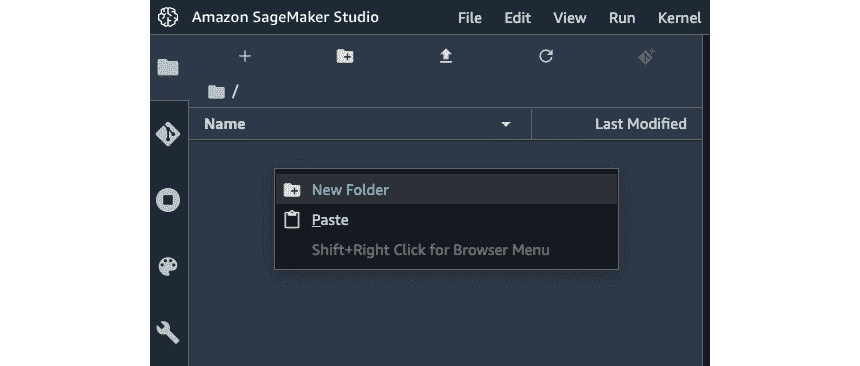 Amazon SageMaker Studio File Edit View Run Kernel
/
Name Last Modified
New Folder
Paste
Shift+Right Click for Browser Menu